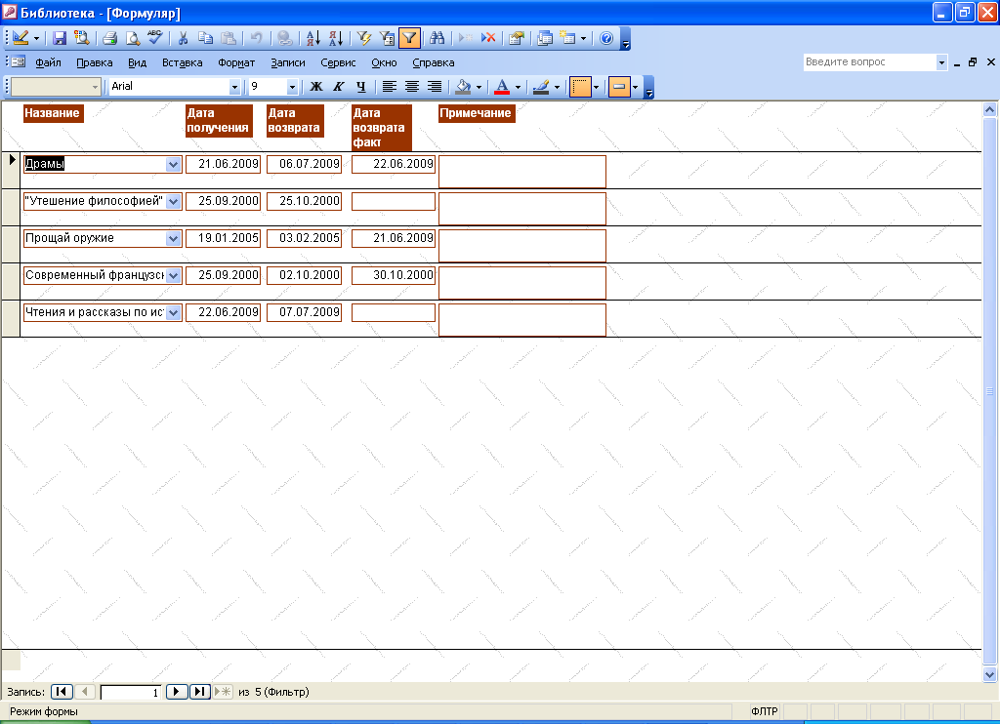 Библиотека - [Формуляр]
Файл Правка Вид Вставка Формат Записи Сервис Окно Справка
Введите вопрос
Arial 9 Ж К Ч
Название Дата получения Дата возврата Дата возврата факт Примечание
Драмы 21.06.2009 06.07.2009 22.06.2009
"Утешение философией" 25.09.2000 25.10.2000
Прощай оружие 19.01.2005 03.02.2005 21.06.2009
Современный французск 25.09.2000 02.10.2000 30.10.2000
Чтения и рассказы по ис 22.06.2009 07.07.2009
Запись: 1 из 5 (Фильтр)
Режим формы ФЛТР